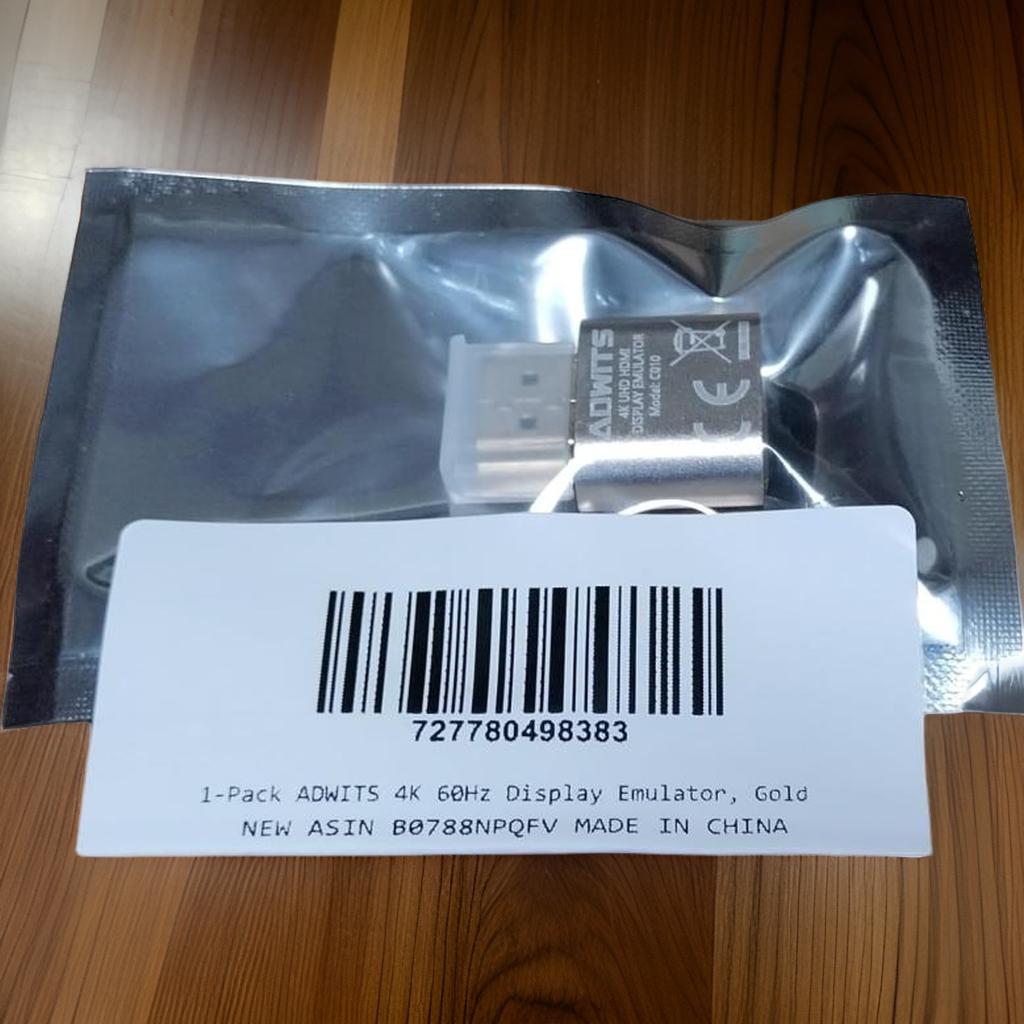 ADWITS
4K UHD HDMI
DISPLAY EMULATOR
Model: C010
CE
727780498383
1-Pack ADWITS 4K 60Hz Display Emulator, Gold
NEW ASIN B0788NPQFV MADE IN CHINA